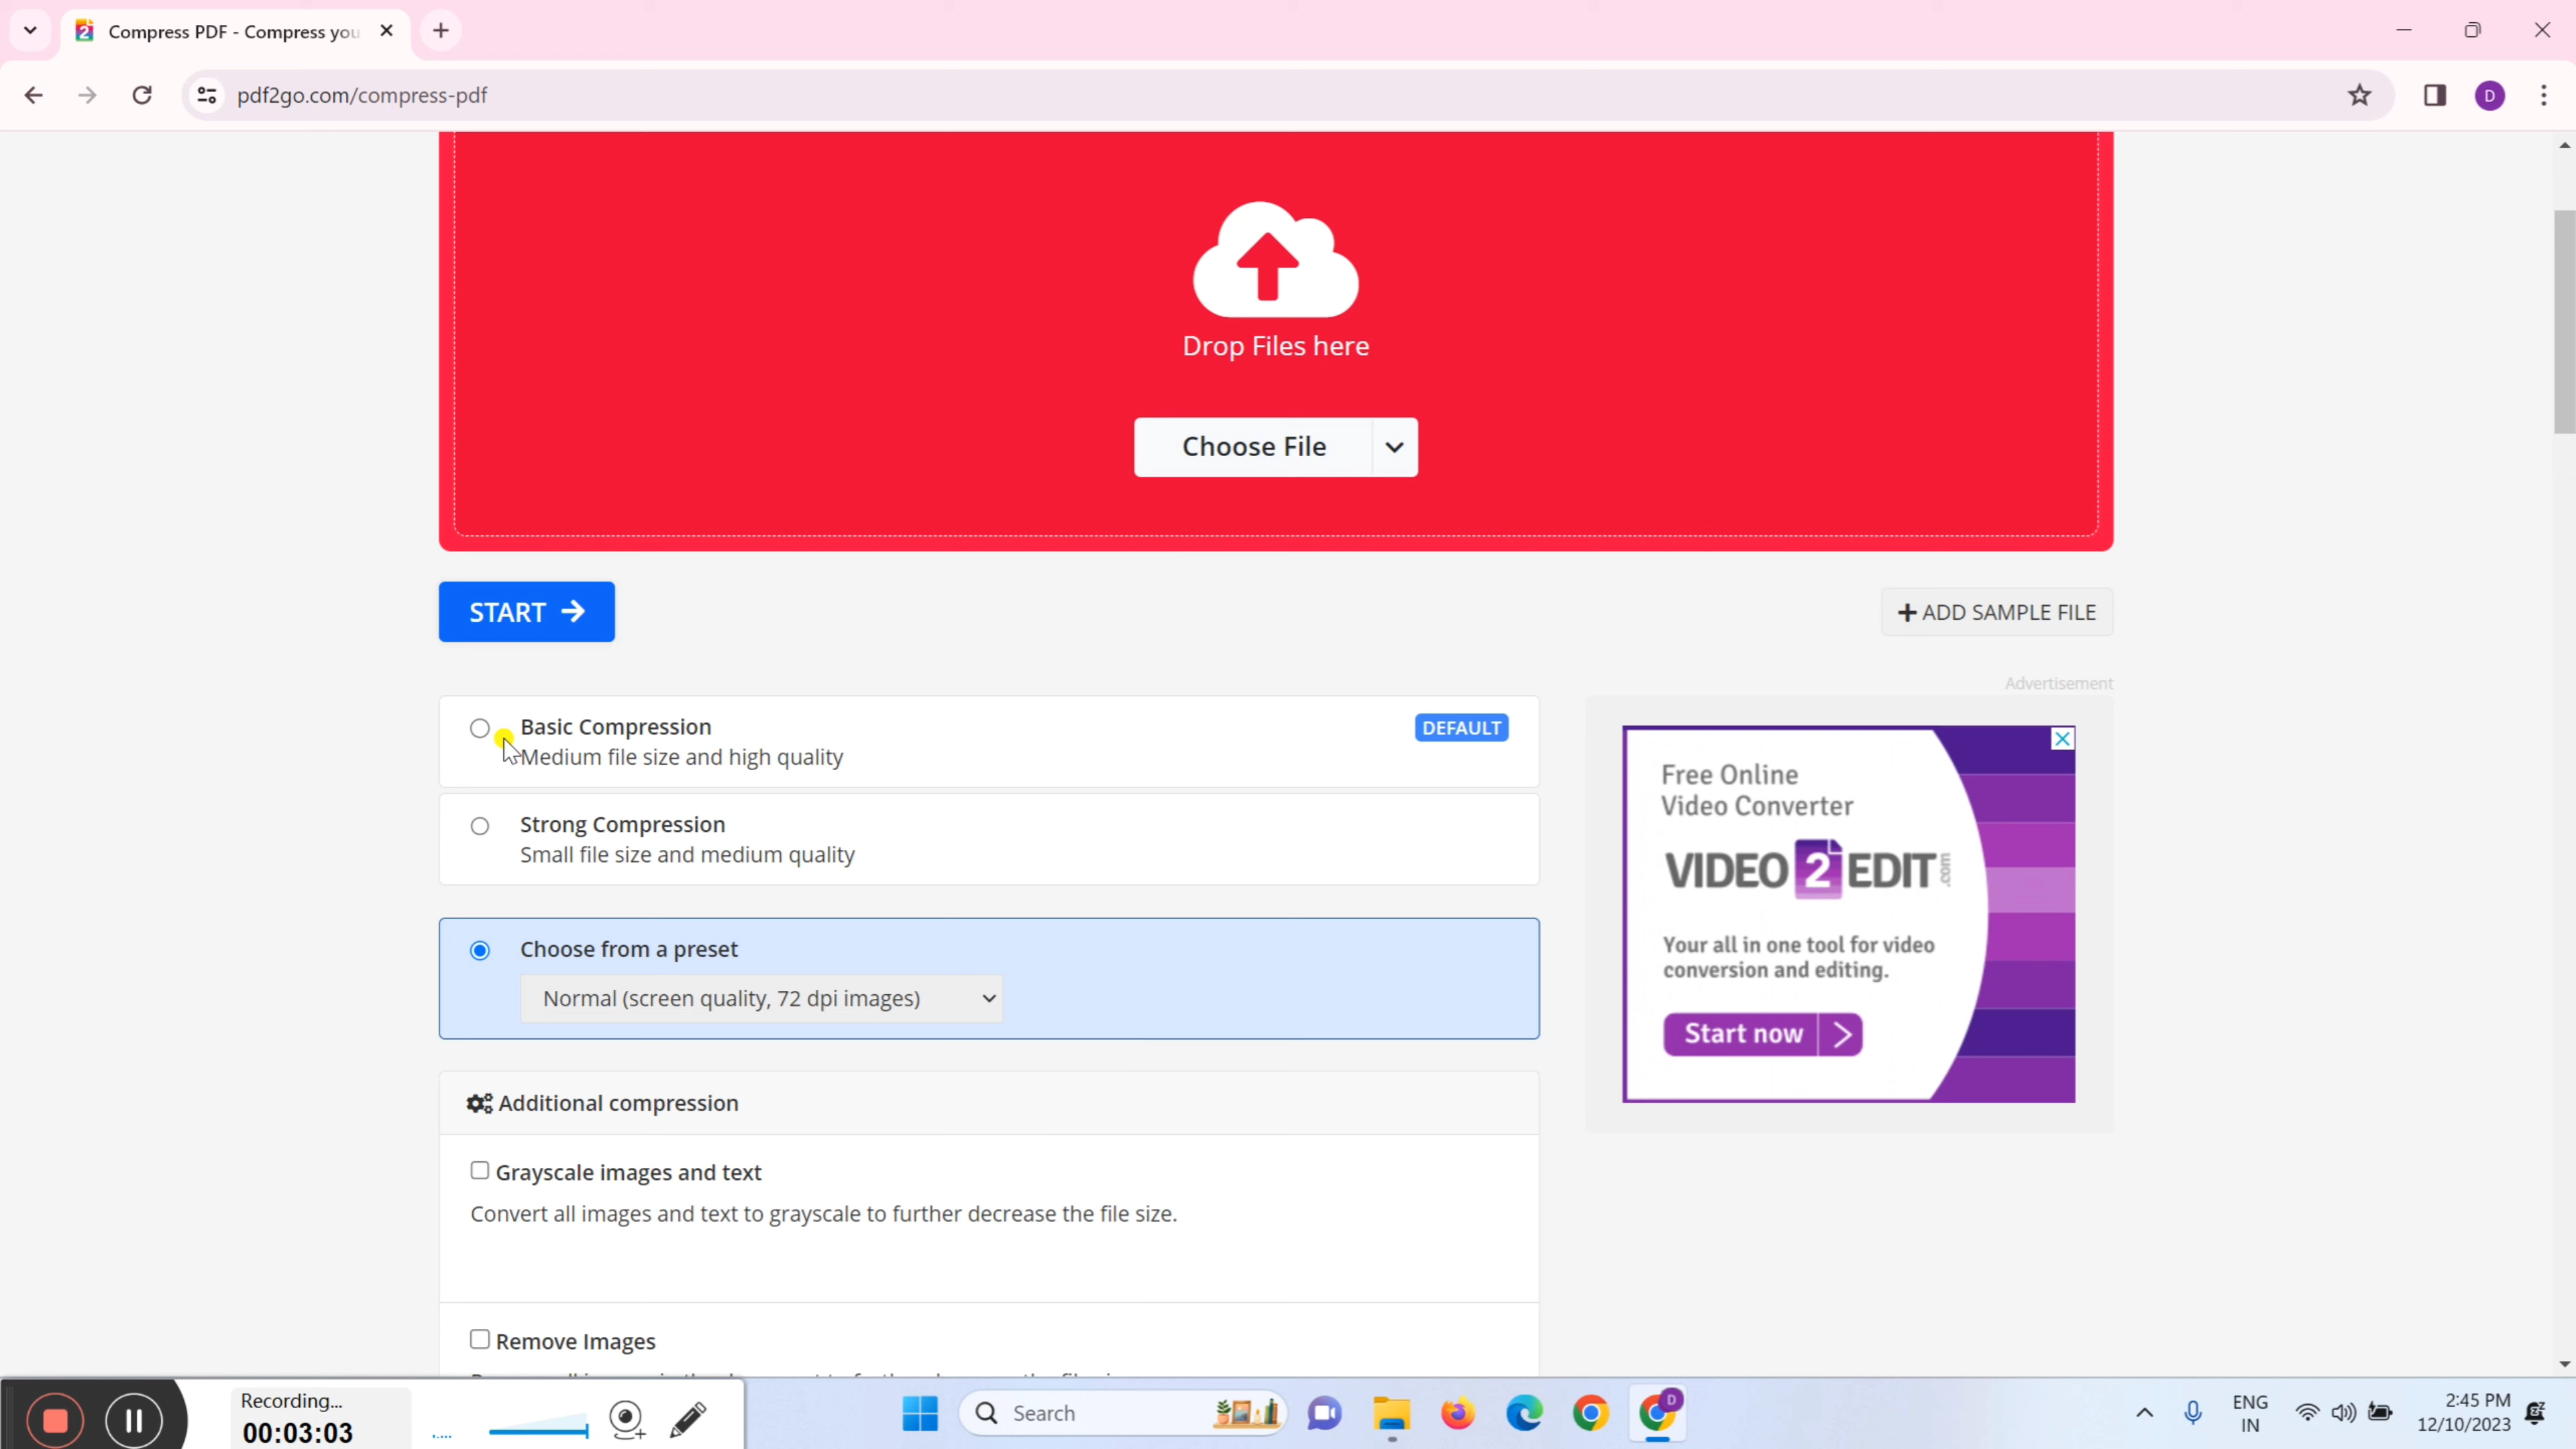 Compress PDF - Compress you
pdf2go.com/compress-pdf
D
Drop Files here
Choose File
START
ADD SAMPLE FILE
Advertisement
Basic Compression
DEFAULT
Medium file size and high quality
Strong Compression
Small file size and medium quality
Choose from a preset
Normal (screen quality, 72 dpi images)
Additional compression
Grayscale images and text
Convert all images and text to grayscale to further decrease the file size.
Remove Images
Free Online
Video Converter
VIDEO 2 EDIT .com
Your all in one tool for video
conversion and editing.
Start now
Recording...
00:03:03
Search
D
ENG
IN
2:45 PM
12/10/2023